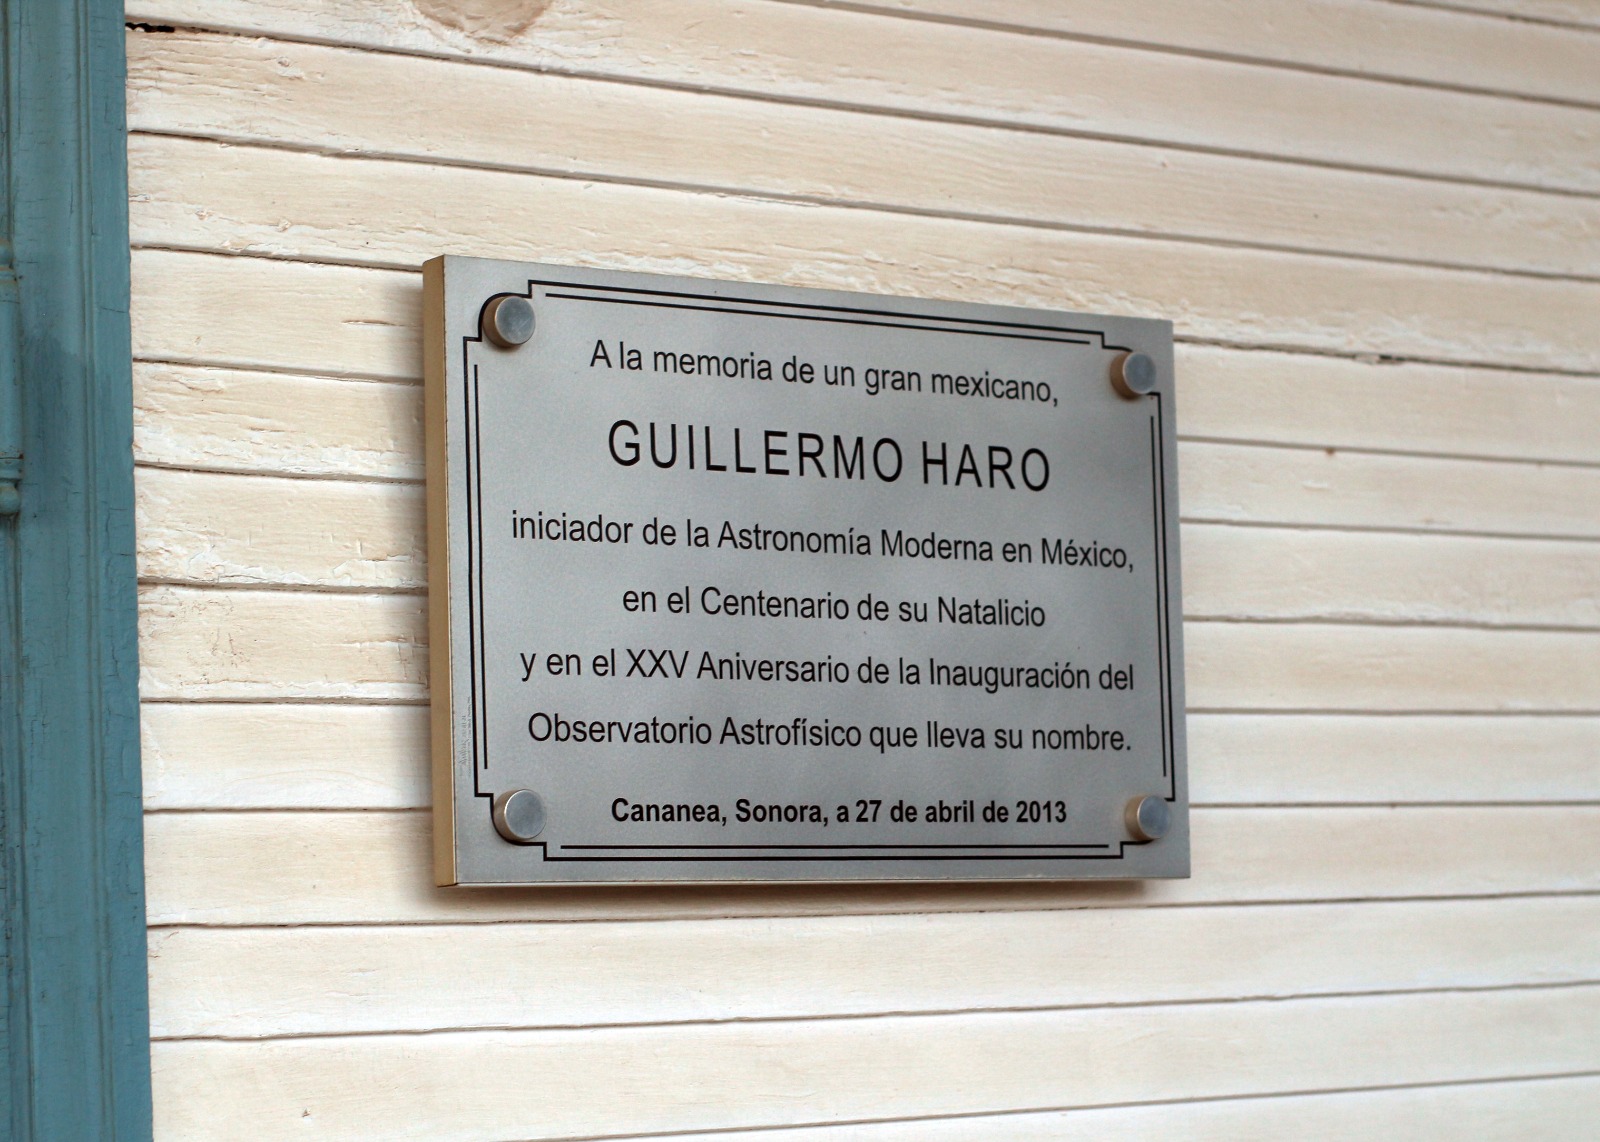 A la memoria de un gran mexicano,
GUILLERMO HARO
iniciador de la Astronomía Moderna en México,
en el Centenario de su Natalicio
y en el XXV Aniversario de la Inauguración del
Observatorio Astrofísico que lleva su nombre.
Cananea, Sonora, a 27 de abril de 2013